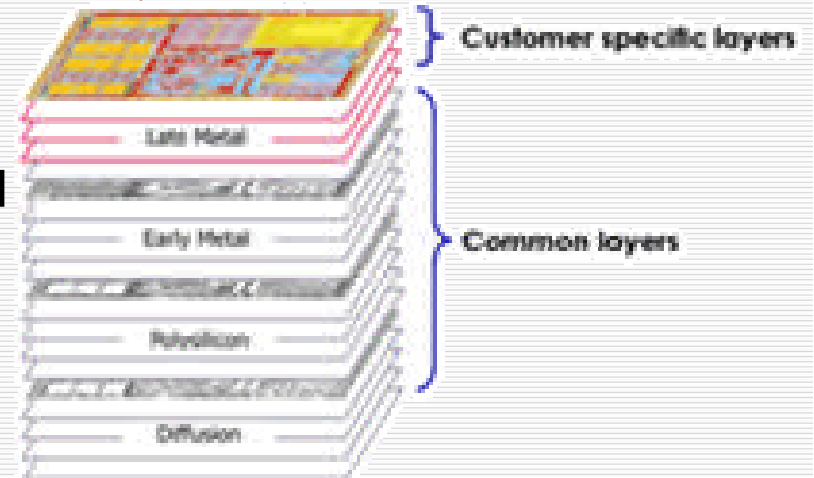 Customer specific layers
Late Metal
Early Metal
Common layers
Polysilicon
Diffusion